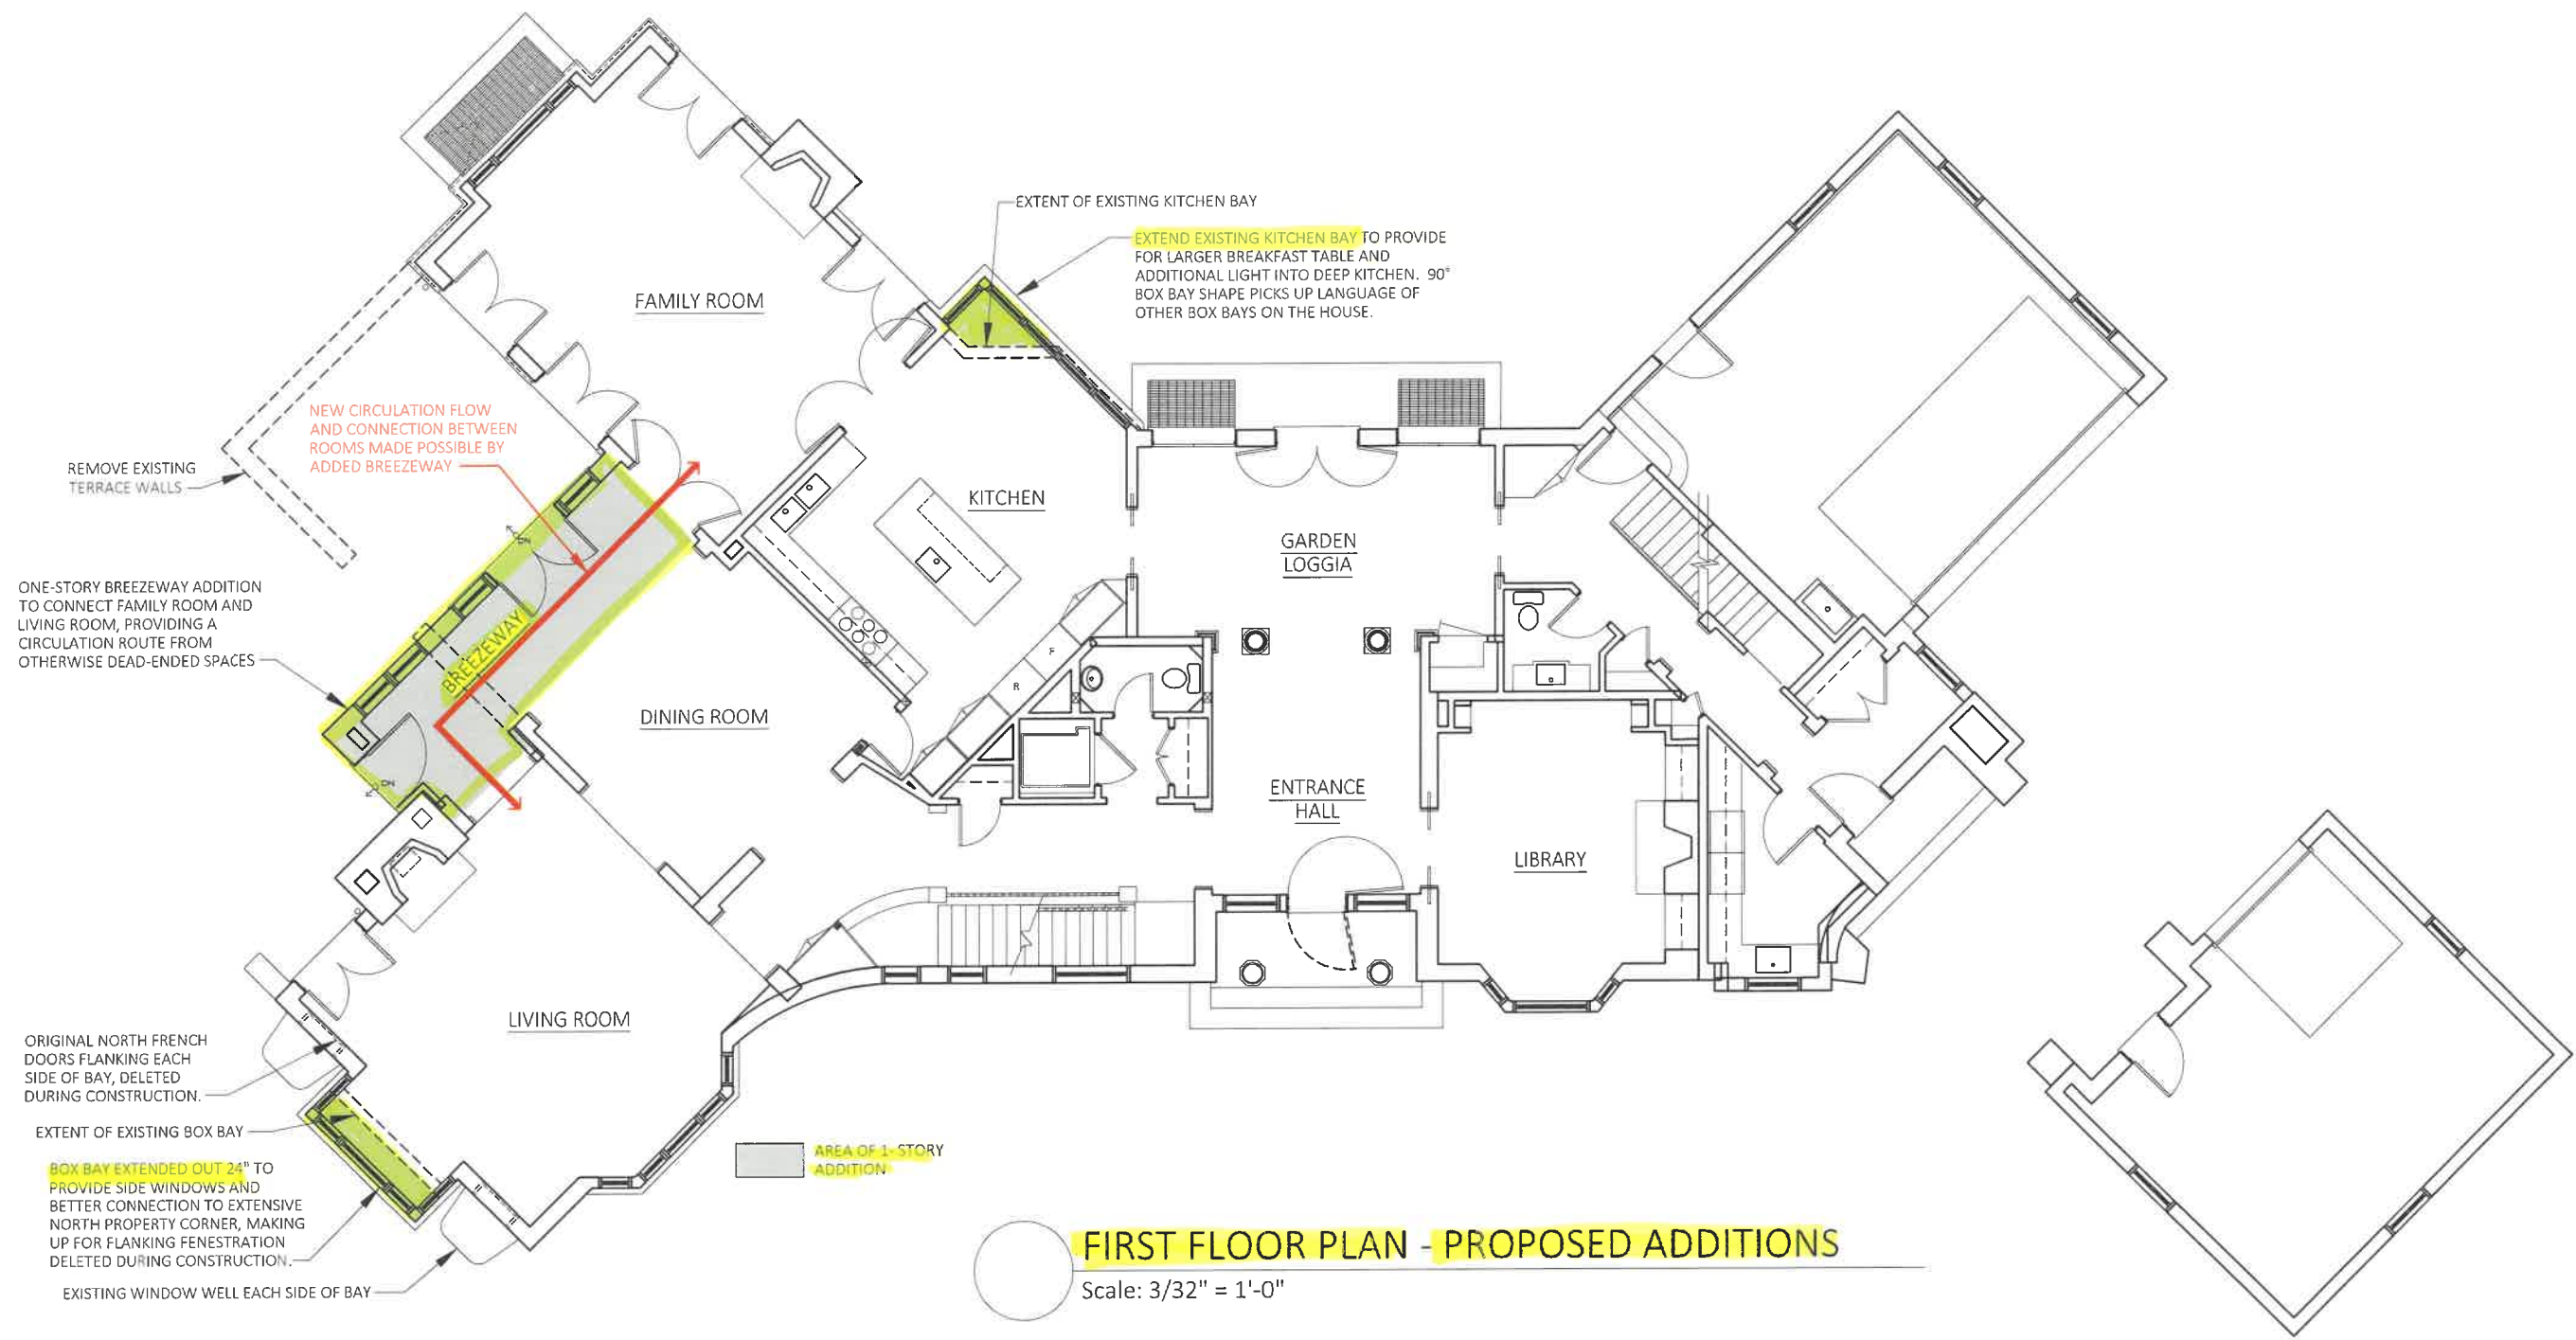 EXTENT OF EXISTING KITCHEN BAY
EXTEND EXISTING KITCHEN BAY TO PROVIDE
FOR LARGER BREAKFAST TABLE AND
ADDITIONAL LIGHT INTO DEEP KITCHEN. 90°
BOX BAY SHAPE PICKS UP LANGUAGE OF
OTHER BOX BAYS ON THE HOUSE.
FAMILY ROOM
NEW CIRCULATION FLOW
AND CONNECTION BETWEEN
ROOMS MADE POSSIBLE BY
ADDED BREEZEWAY
REMOVE EXISTING
TERRACE WALLS
KITCHEN
GARDEN
LOGGIA
DN
ONE-STORY BREEZEWAY ADDITION
TO CONNECT FAMILY ROOM AND
LIVING ROOM, PROVIDING A
CIRCULATION ROUTE FROM
OTHERWISE DEAD-ENDED SPACES
BREEZEWAY
F
R
DINING ROOM
DN
ENTRANCE
HALL
LIBRARY
LIVING ROOM
ORIGINAL NORTH FRENCH
DOORS FLANKING EACH
SIDE OF BAY, DELETED
DURING CONSTRUCTION.
EXTENT OF EXISTING BOX BAY
BOX BAY EXTENDED OUT 24" TO
PROVIDE SIDE WINDOWS AND
BETTER CONNECTION TO EXTENSIVE
NORTH PROPERTY CORNER, MAKING
UP FOR FLANKING FENESTRATION
DELETED DURING CONSTRUCTION.
EXISTING WINDOW WELL EACH SIDE OF BAY
AREA OF 1- STORY
ADDITION
FIRST FLOOR PLAN - PROPOSED ADDITIONS
Scale: 3/32" = 1'-0"